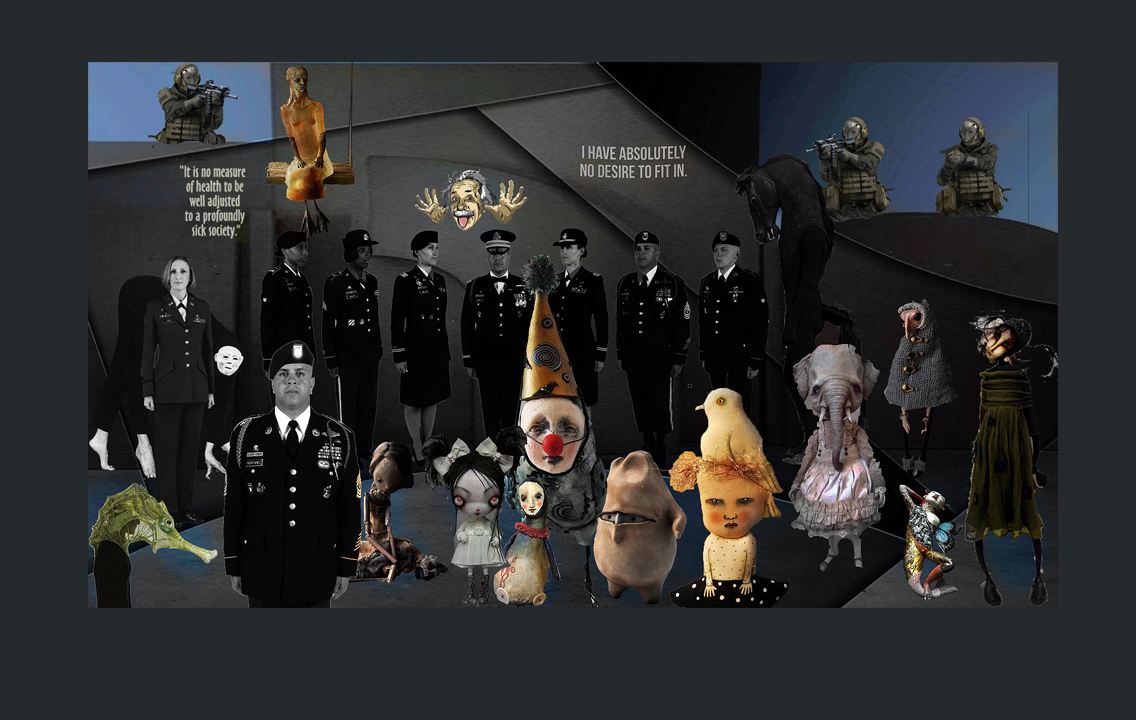 "It is no measure
of health to be
well adjusted
to a profoundly
sick society."
I HAVE ABSOLUTELY
NO DESIRE TO FIT IN.